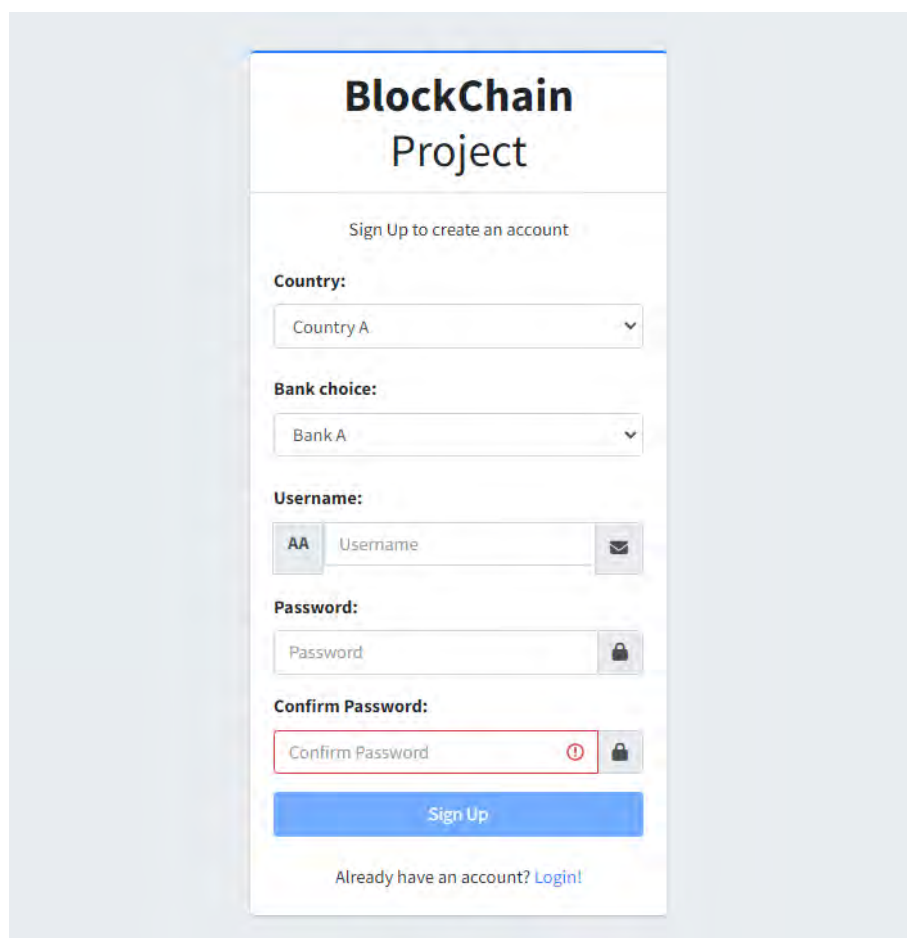 BlockChain
Project
Sign Up to create an account
Country:
Country A
Bank choice:
Bank A
Username:
AA Username
Password:
Password
Confirm Password:
Confirm Password
Sign Up
Already have an account? Login!